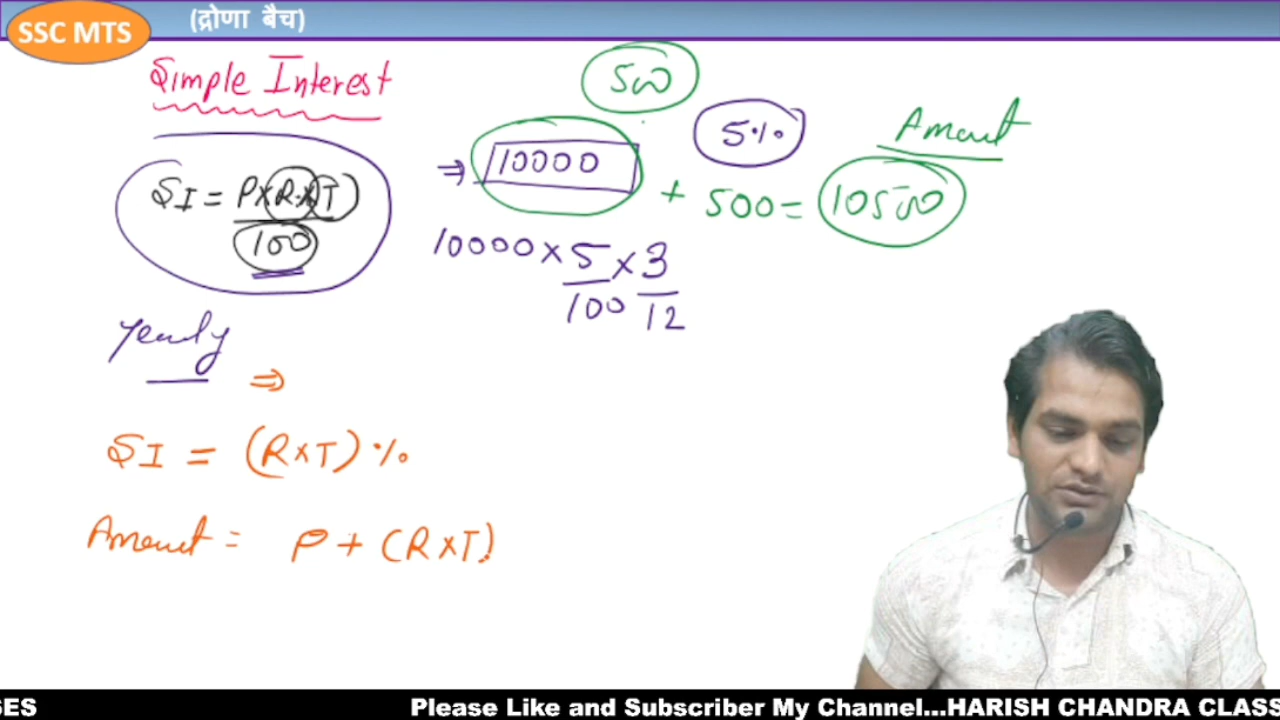 SSC MTS
(द्रोणा बैच)
Simple Interest
500
5%
Amount
SI = P×R×T
100
⇒ 10000 + 500 = 10500
10000 × 5/100 × 3/12
Yearly
⇒
SI = (R×T)%
Amount = P + (R×T)
SES
Please Like and Subscriber My Channel...HARISH CHANDRA CLASS